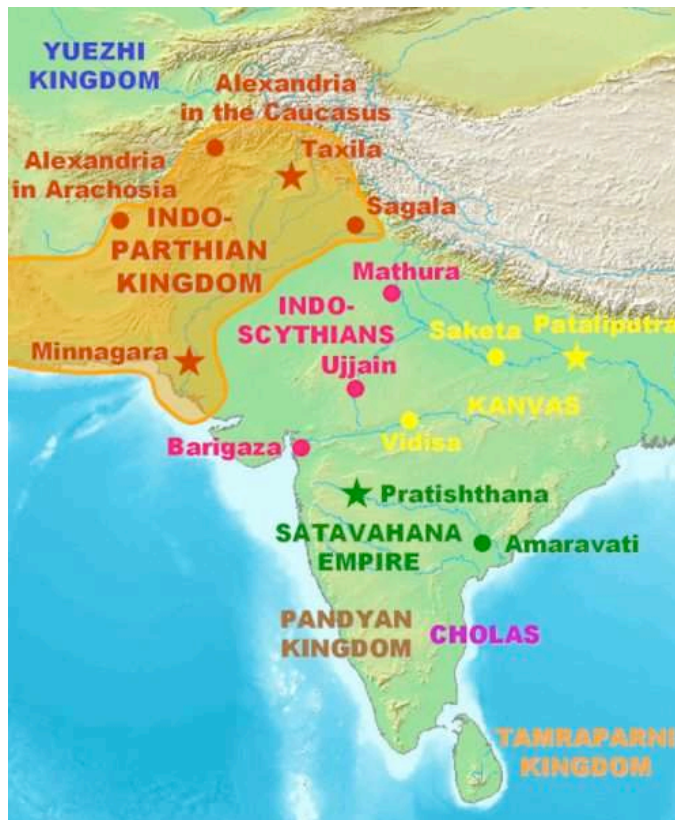 YUEZHI
KINGDOM
Alexandria
in the Caucasus
Taxila
Alexandria
in Arachosia
Sagala
INDO-
PARTHIAN
KINGDOM
Mathura
INDO-
SCYTHIANS
Saketa
Pataliputra
Minnagara
Ujjain
KANVAS
Vidisa
Barigaza
Pratishthana
SATAVAHANA
EMPIRE
Amaravati
PANDYAN
KINGDOM
CHOLAS
TAMRAPARNI
KINGDOM